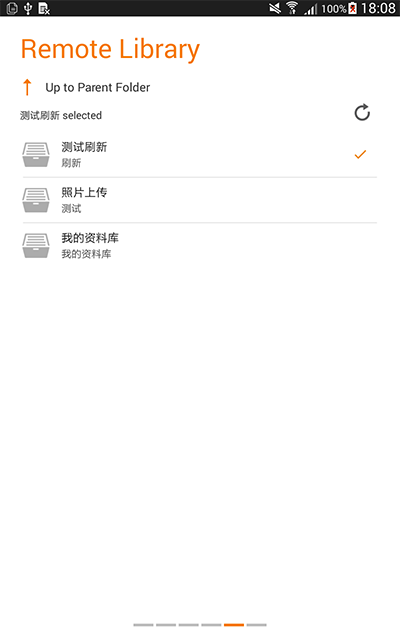 100% 18:08
Remote Library
Up to Parent Folder
测试刷新 selected
测试刷新
刷新
照片上传
测试
我的资料库
我的资料库